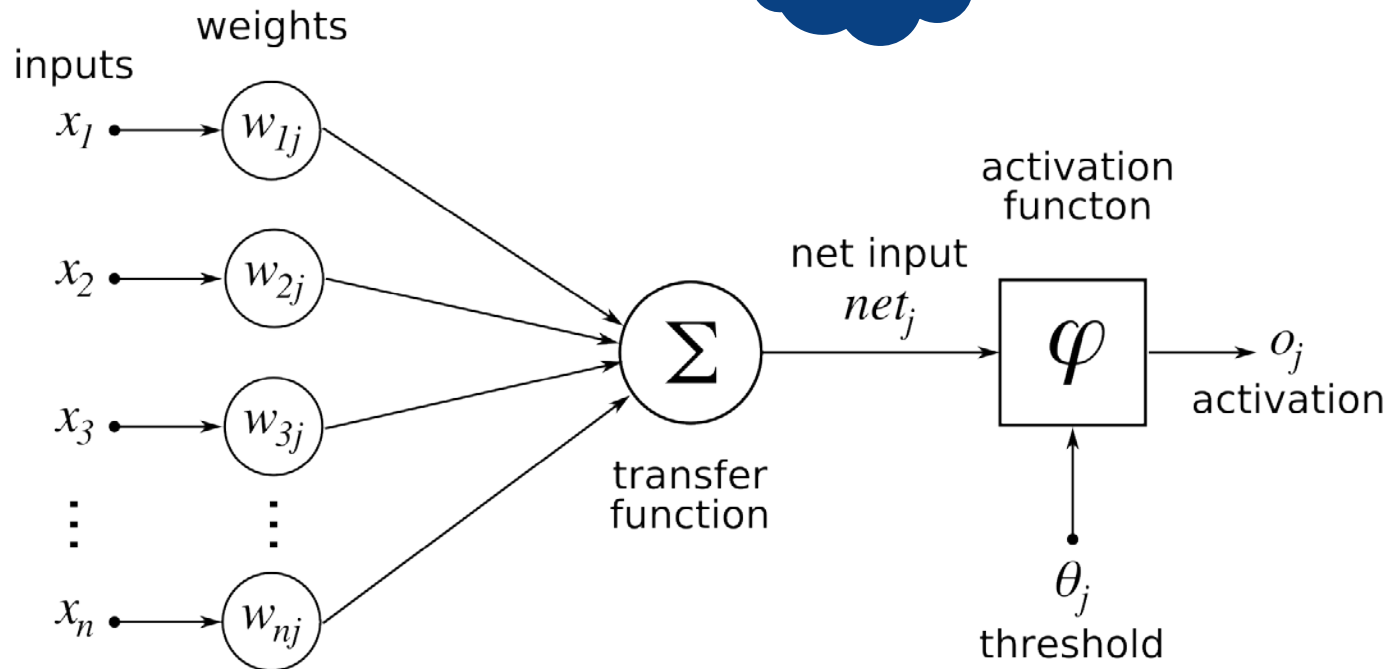 weights
inputs
x1
w1j
x2
w2j
x3
w3j
⋮ ⋮
xn
wnj
Σ
transfer
function
net input
netj
activation
functon
φ
oj
activation
θj
threshold